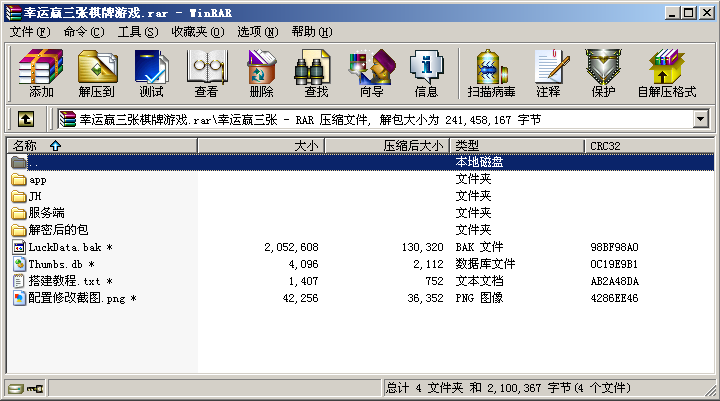 幸运赢三张棋牌游戏.rar - WinRAR
文件(F) 命令(C) 工具(S) 收藏夹(O) 选项(N) 帮助(H)
添加 解压到 测试 查看 删除 查找 向导 信息 扫描病毒 注释 保护 自解压格式
幸运赢三张棋牌游戏.rar\幸运赢三张 - RAR 压缩文件, 解包大小为 241,458,167 字节
名称 大小 压缩后大小 类型 CRC32
.. 本地磁盘
app 文件夹
JH 文件夹
服务端 文件夹
解密后的包 文件夹
LuckData.bak * 2,052,608 130,320 BAK 文件 98BF98A0
Thumbs.db * 4,096 2,112 数据库文件 0C19E9B1
搭建教程.txt * 1,407 752 文本文档 AB2A48DA
配置修改截图.png * 42,256 36,352 PNG 图像 4286EE46
总计 4 文件夹 和 2,100,367 字节(4 个文件)